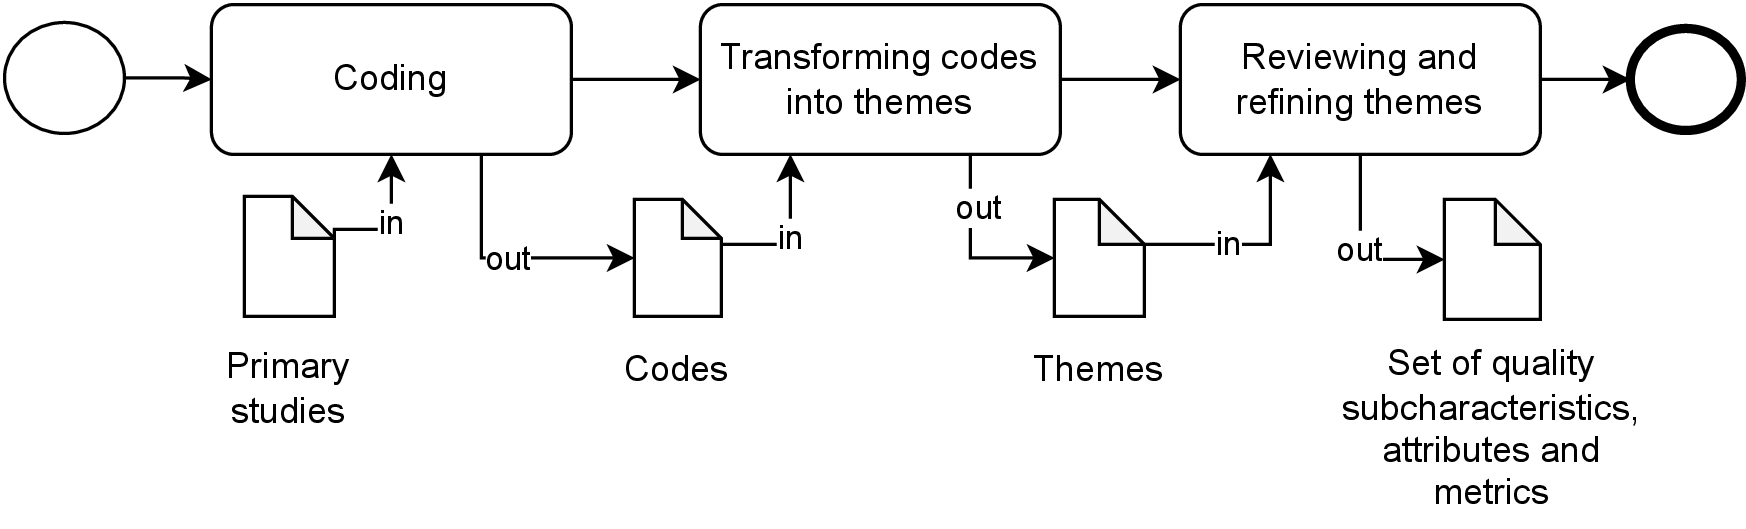 Coding
Transforming codes
into themes
Reviewing and
refining themes
in
out
in
out
in
out
Primary
studies
Codes
Themes
Set of quality
subcharacteristics,
attributes and
metrics